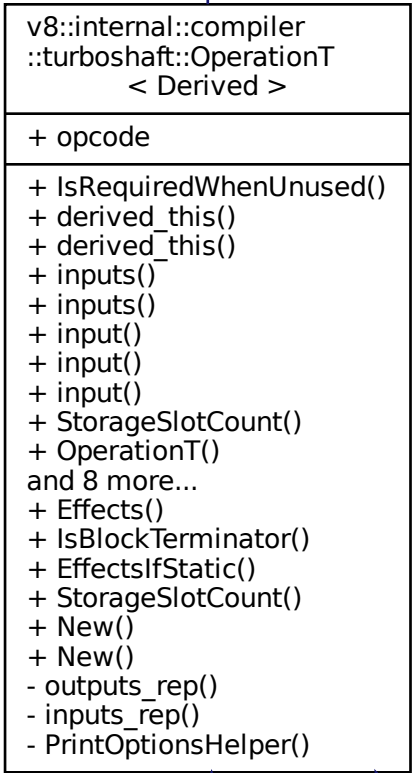 v8::internal::compiler
::turboshaft::OperationT
< Derived >
+ opcode
+ IsRequiredWhenUnused()
+ derived_this()
+ derived_this()
+ inputs()
+ inputs()
+ input()
+ input()
+ input()
+ StorageSlotCount()
+ OperationT()
and 8 more...
+ Effects()
+ IsBlockTerminator()
+ EffectsIfStatic()
+ StorageSlotCount()
+ New()
+ New()
- outputs_rep()
- inputs_rep()
- PrintOptionsHelper()